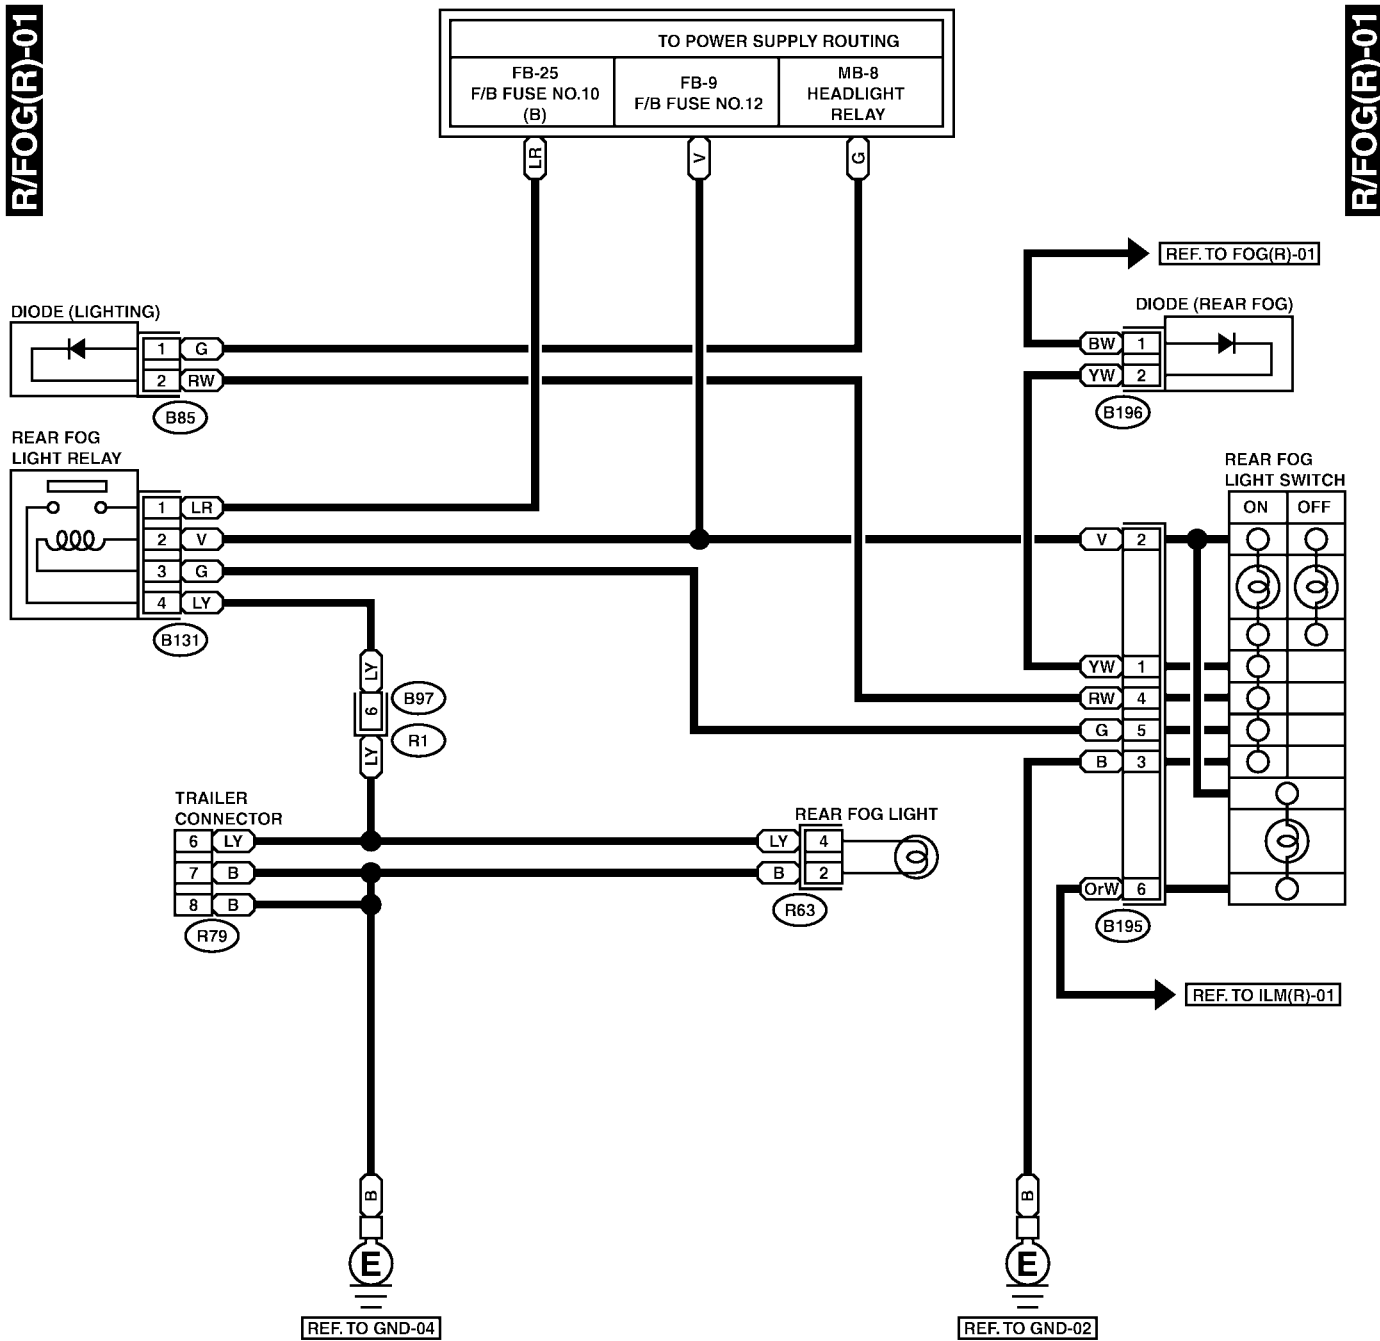 R/FOG(R)-01
R/FOG(R)-01
TO POWER SUPPLY ROUTING
FB-25
F/B FUSE NO.10
(B)
FB-9
F/B FUSE NO.12
MB-8
HEADLIGHT
RELAY
LR
V
G
REF. TO FOG(R)-01
DIODE (LIGHTING)
1 G
2 RW
B85
DIODE (REAR FOG)
BW 1
YW 2
B196
REAR FOG
LIGHT RELAY
1 LR
2 V
3 G
4 LY
B131
REAR FOG
LIGHT SWITCH
ON OFF
V 2
YW 1
RW 4
G 5
B 3
OrW 6
B195
LY
6
B97
R1
LY
TRAILER
CONNECTOR
6 LY
7 B
8 B
R79
REAR FOG LIGHT
LY 4
B 2
R63
REF. TO ILM(R)-01
B
E
REF. TO GND-04
B
E
REF. TO GND-02